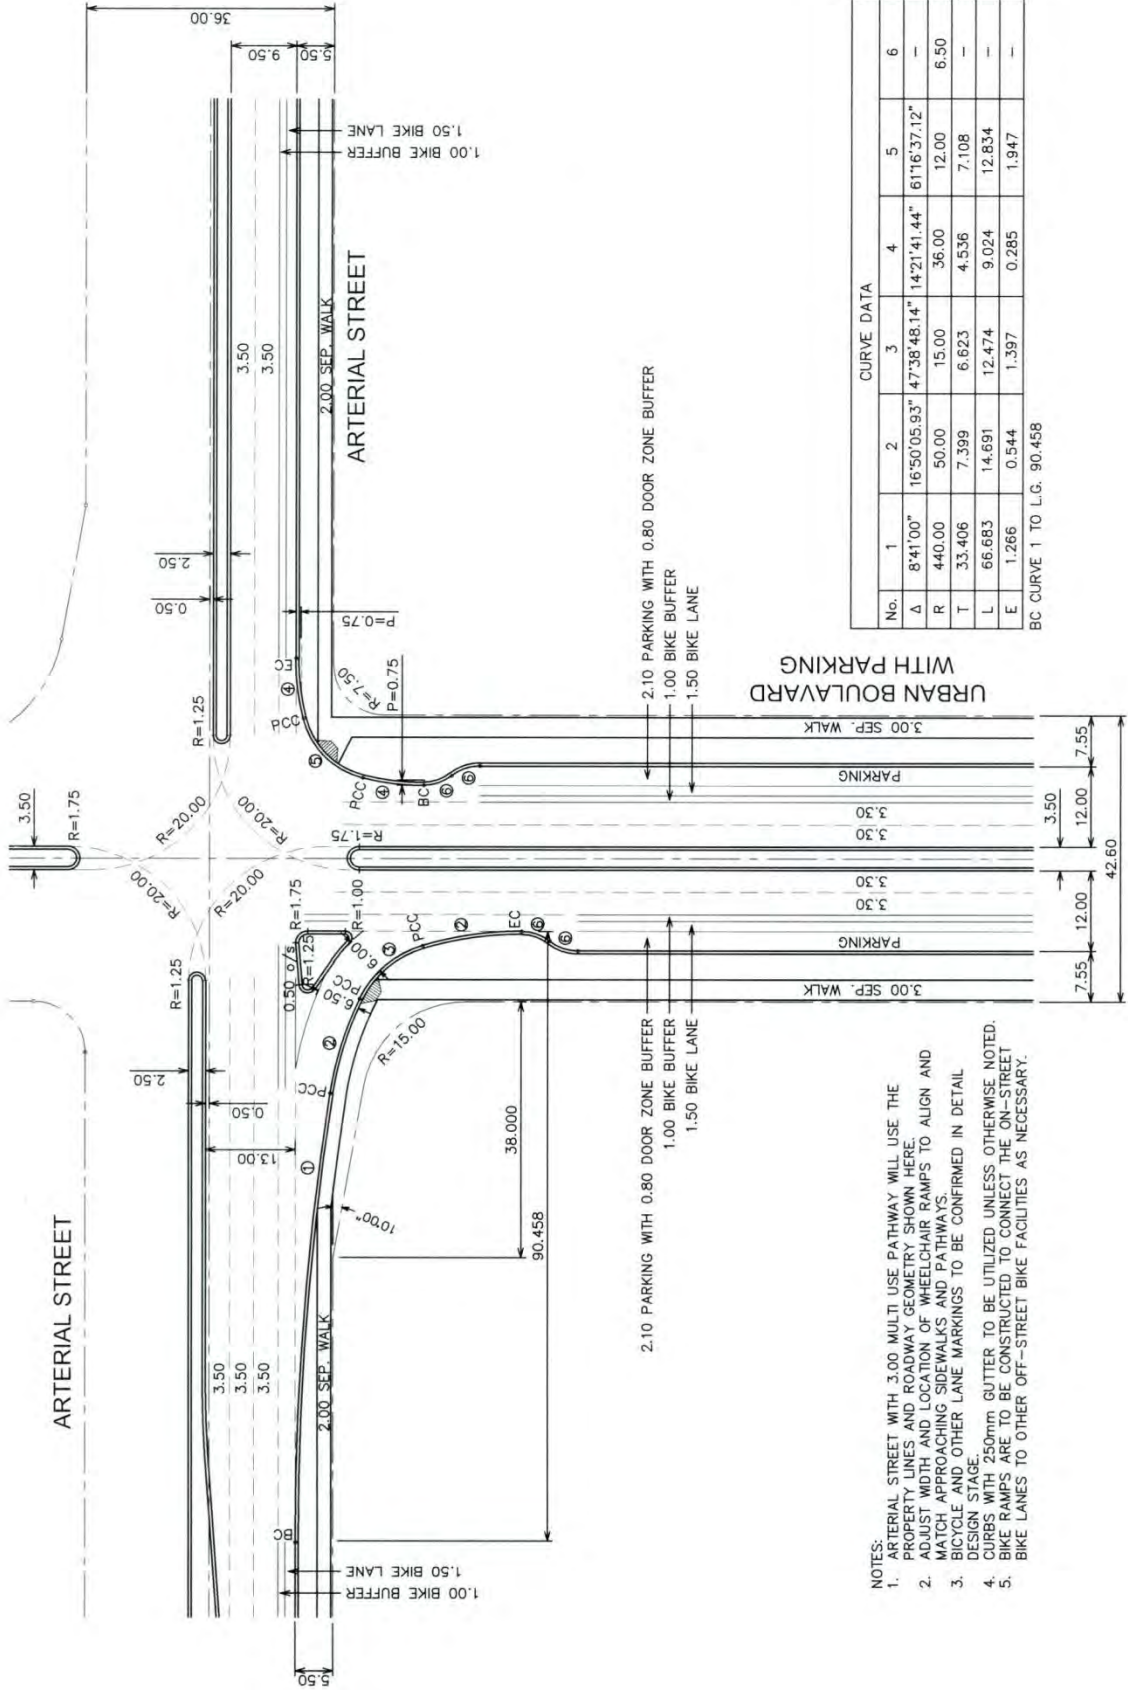 ARTERIAL STREET
2.50
0.50
13.00
3.50
3.50
3.50
R=1.25
3.50
R=1.75
R=20.00
R=20.00
R=20.00
R=20.00
R=1.25
0.50
2.50
36.00
9.50
5.50
3.50
3.50
1.50 BIKE LANE
1.00 BIKE BUFFER
2.00 SEP. WALK
ARTERIAL STREET
5.50
1.00 BIKE BUFFER
1.50 BIKE LANE
BC
2.00 SEP. WALK
10°00"
1
PCC
2
PCC
6.50
6.00
3
PCC
2
EC
6
6
0.50 o/s
R=1.25
R=1.75
R=1.00
R=1.75
R=15.00
38.000
90.458
BC
6
6
4
PCC
5
PCC
4
EC
P=0.75
P=0.75
R=7.50
2.10 PARKING WITH 0.80 DOOR ZONE BUFFER
1.00 BIKE BUFFER
1.50 BIKE LANE
2.10 PARKING WITH 0.80 DOOR ZONE BUFFER
1.00 BIKE BUFFER
1.50 BIKE LANE
3.00 SEP. WALK
PARKING
3.30
3.30
3.30
3.30
PARKING
3.00 SEP. WALK
URBAN BOULAVARD
WITH PARKING
7.55
12.00
3.50
12.00
7.55
42.60
NOTES:
1. ARTERIAL STREET WITH 3.00 MULTI USE PATHWAY WILL USE THE
PROPERTY LINES AND ROADWAY GEOMETRY SHOWN HERE.
2. ADJUST WIDTH AND LOCATION OF WHEELCHAIR RAMPS TO ALIGN AND
MATCH APPROACHING SIDEWALKS AND PATHWAYS.
3. BICYCLE AND OTHER LANE MARKINGS TO BE CONFIRMED IN DETAIL
DESIGN STAGE.
4. CURBS WITH 250mm GUTTER TO BE UTILIZED UNLESS OTHERWISE NOTED.
5. BIKE RAMPS ARE TO BE CONSTRUCTED TO CONNECT THE ON-STREET
BIKE LANES TO OTHER OFF-STREET BIKE FACILITIES AS NECESSARY.
CURVE DATA
No. 1 2 3 4 5 6
Δ 8°41'00" 16°50'05.93" 47°38'48.14" 14°21'41.44" 61°16'37.12" –
R 440.00 50.00 15.00 36.00 12.00 6.50
T 33.406 7.399 6.623 4.536 7.108 –
L 66.683 14.691 12.474 9.024 12.834 –
E 1.266 0.544 1.397 0.285 1.947 –
BC CURVE 1 TO L.G. 90.458